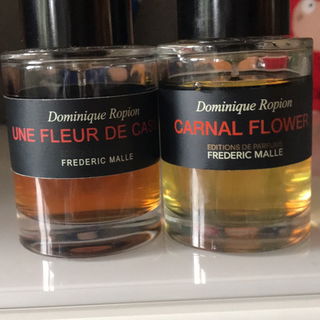 Dominique Ropion
UNE FLEUR DE CAS
FREDERIC MALLE
Dominique Ropion
CARNAL FLOWER
EDITIONS DE PARFUMS
FREDERIC MALLE